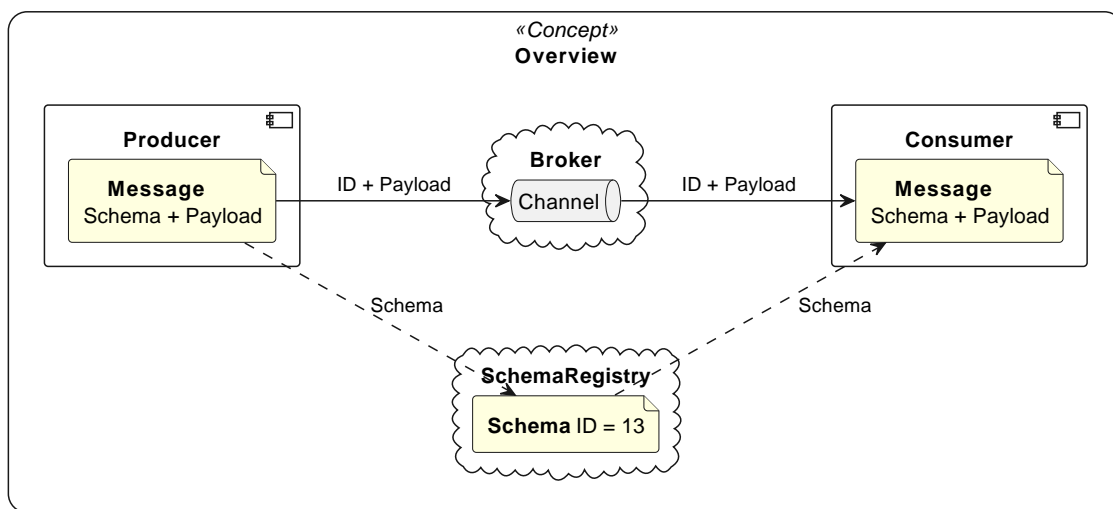 «Concept»
Overview
Producer
Message
Schema + Payload
ID + Payload
Broker
Channel
ID + Payload
Consumer
Message
Schema + Payload
Schema
Schema
SchemaRegistry
Schema ID = 13